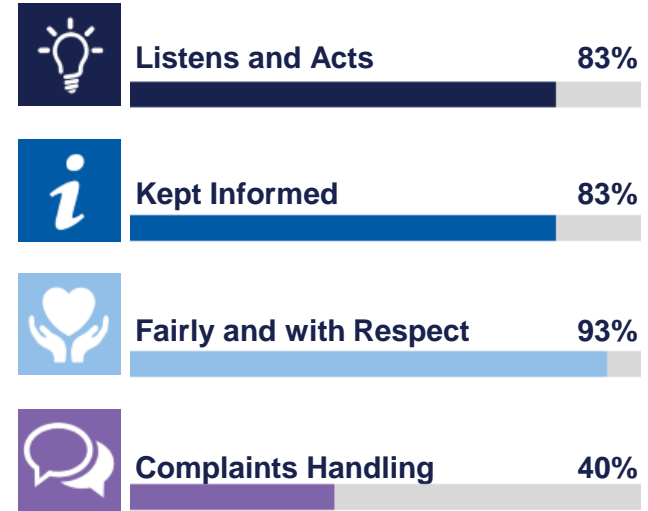 Listens and Acts 83%
Kept Informed 83%
Fairly and with Respect 93%
Complaints Handling 40%